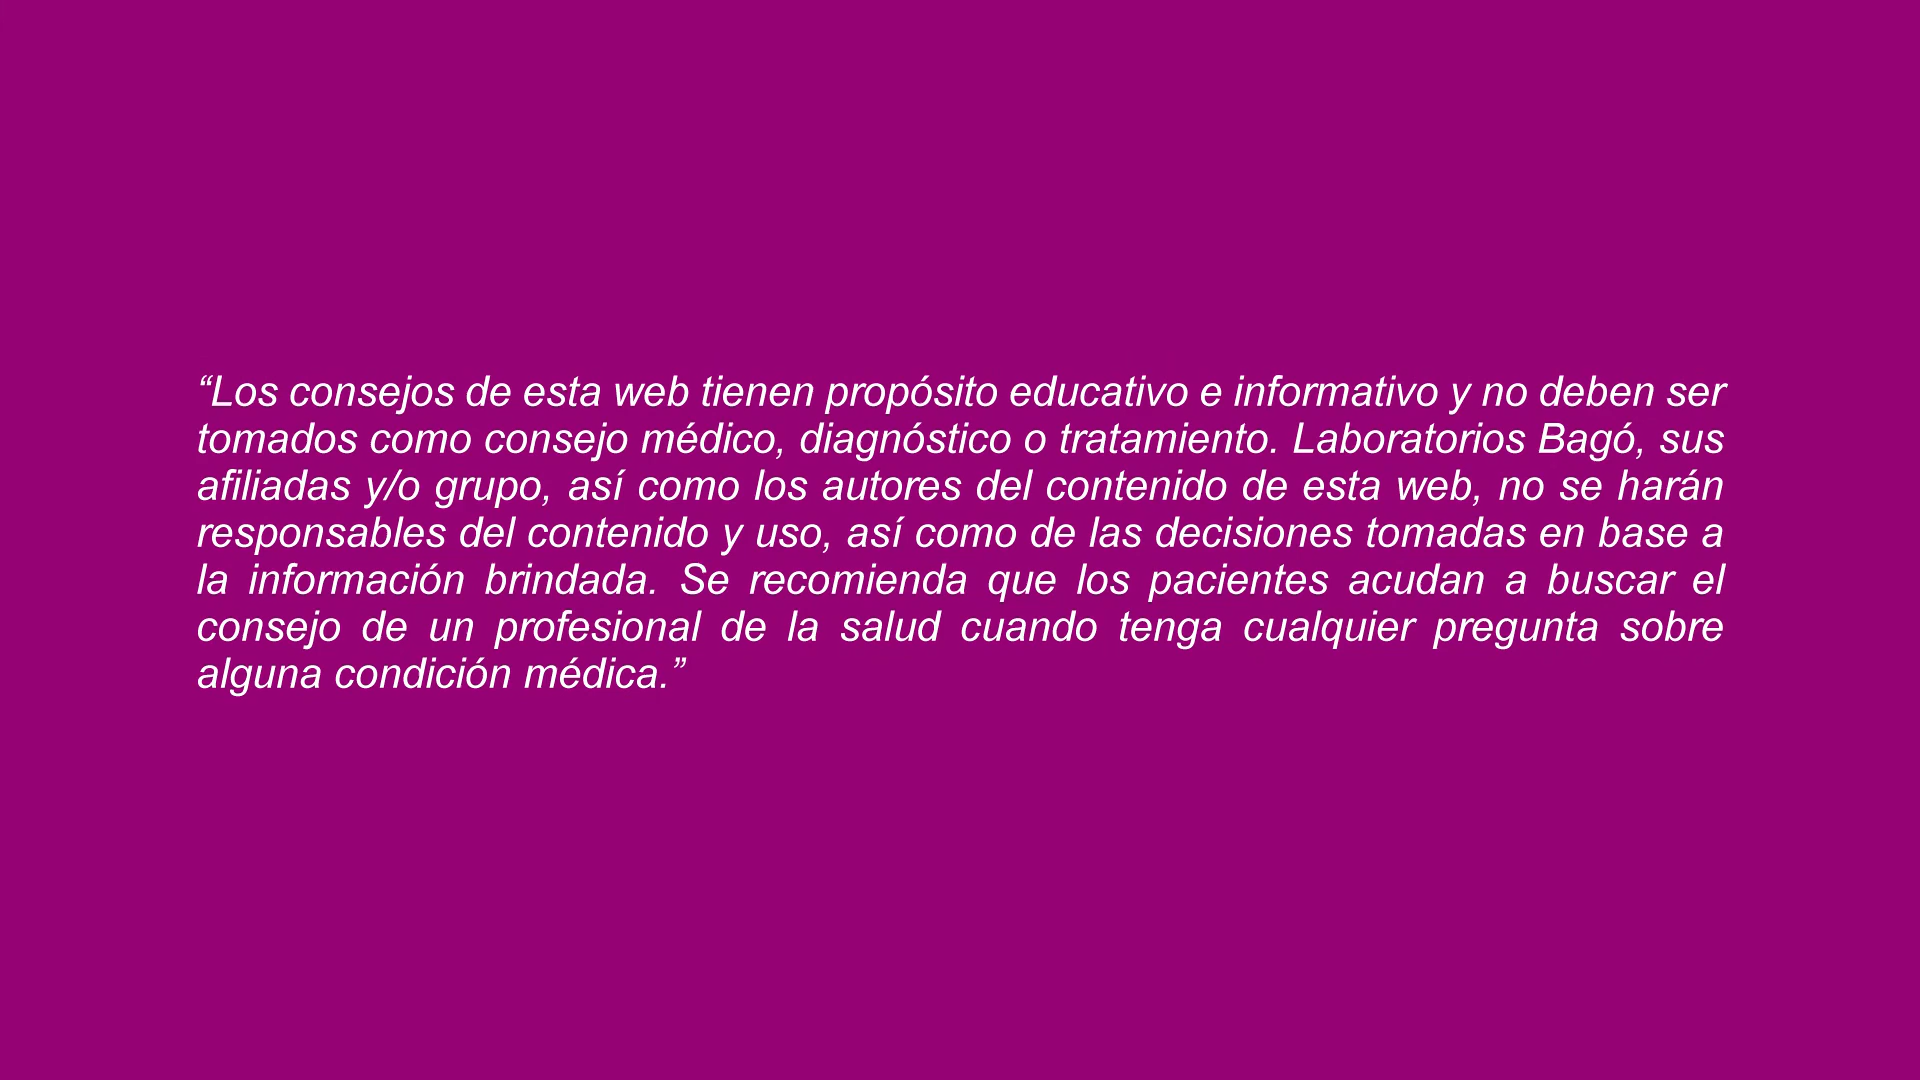 “Los consejos de esta web tienen propósito educativo e informativo y no deben ser
tomados como consejo médico, diagnóstico o tratamiento. Laboratorios Bagó, sus
afiliadas y/o grupo, así como los autores del contenido de esta web, no se harán
responsables del contenido y uso, así como de las decisiones tomadas en base a
la información brindada. Se recomienda que los pacientes acudan a buscar el
consejo de un profesional de la salud cuando tenga cualquier pregunta sobre
alguna condición médica.”